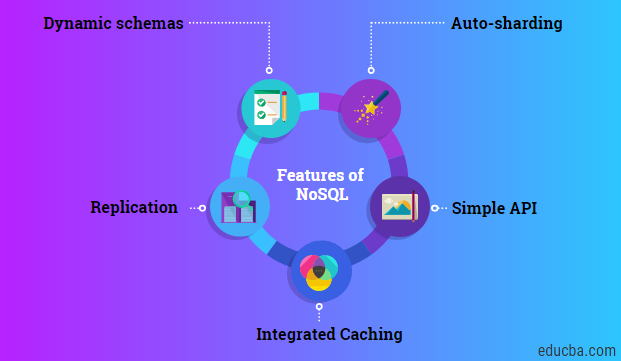 Dynamic schemas
Auto-sharding
Features of
NoSQL
Replication
Simple API
Integrated Caching
educba.com